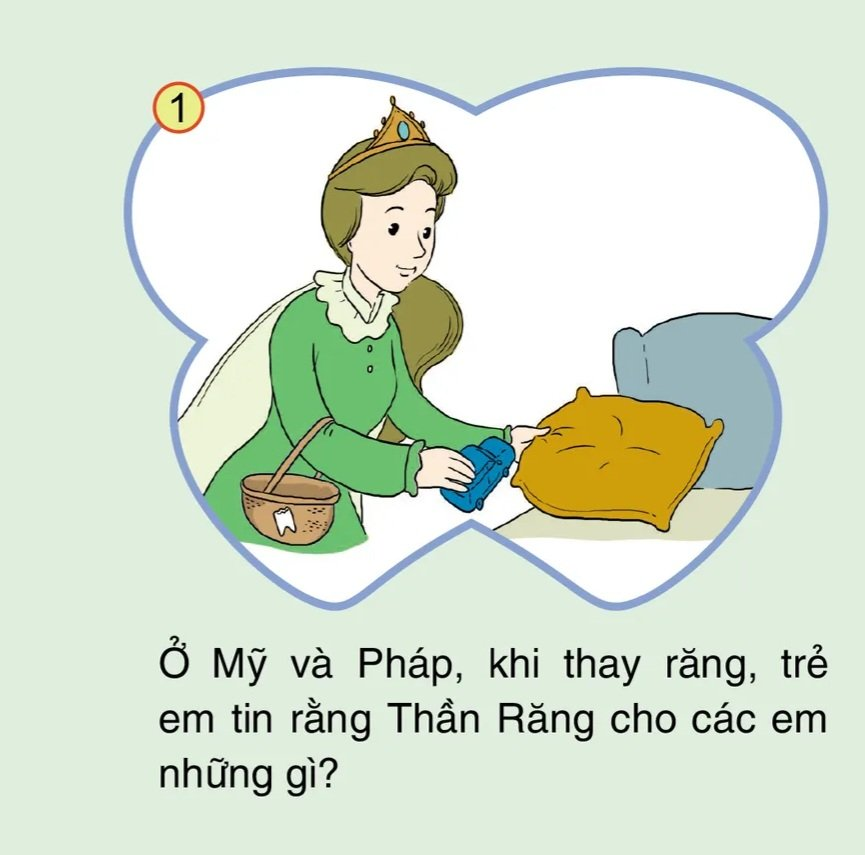 1
Ở Mỹ và Pháp, khi thay răng, trẻ
em tin rằng Thần Răng cho các em
những gì?